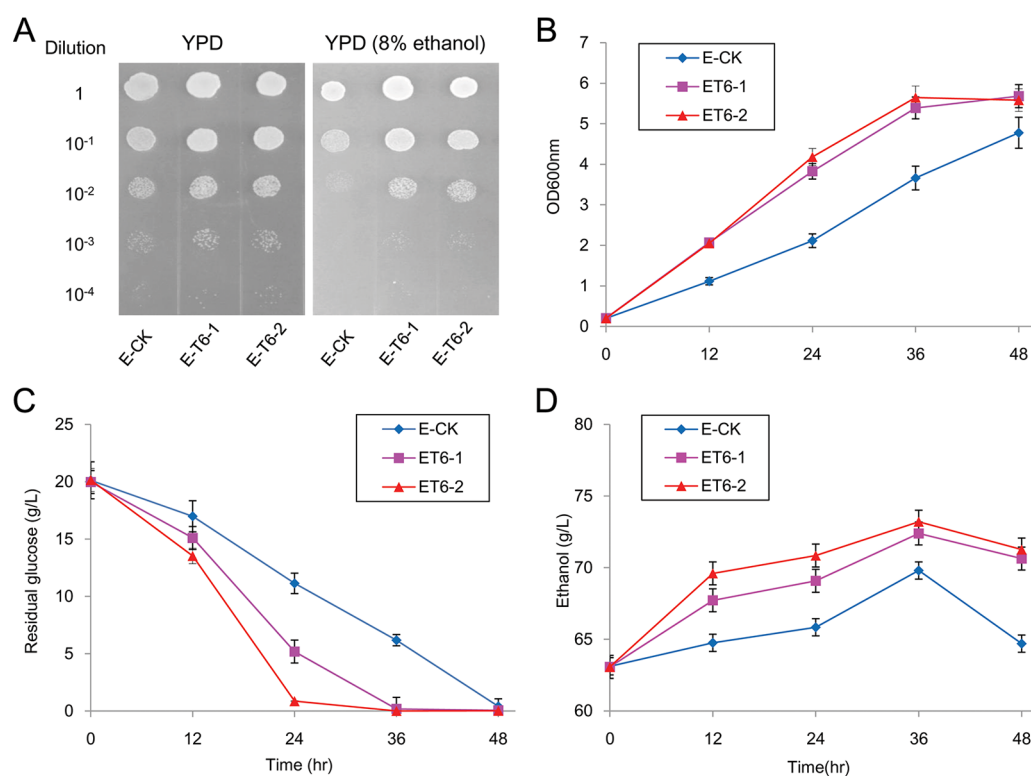 A
Dilution
YPD
YPD (8% ethanol)
1
10-1
10-2
10-3
10-4
E-CK
E-T6-1
E-T6-2
E-CK
E-T6-1
E-T6-2
B
E-CK
ET6-1
ET6-2
OD600nm
7
6
5
4
3
2
1
0
0 12 24 36 48
C
E-CK
ET6-1
ET6-2
Residual glucose (g/L)
25
20
15
10
5
0
0 12 24 36 48
Time (hr)
D
E-CK
ET6-1
ET6-2
Ethanol (g/L)
80
75
70
65
60
0 12 24 36 48
Time(hr)